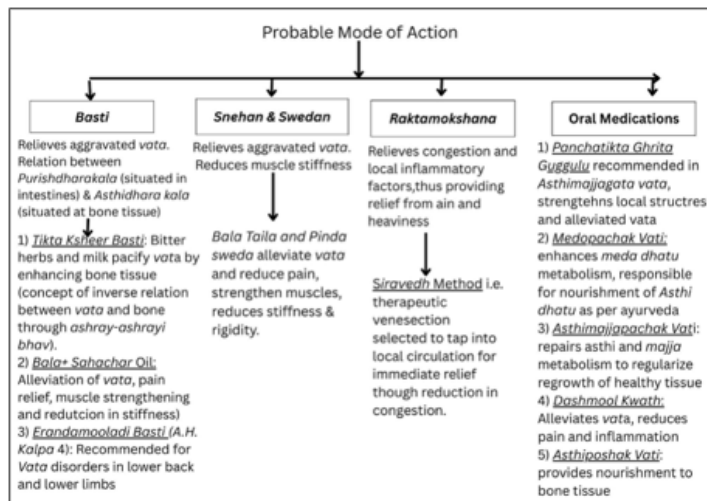 Probable Mode of Action
Basti
Relieves aggravated vata.
Relation between
Purishdharakala (situated in
intestines) & Asthidhara kala
(situated at bone tissue)
1) Tikta Ksheer Basti: Bitter
herbs and milk pacify vata by
enhancing bone tissue
(concept of inverse relation
between vata and bone
through ashray-ashrayi
bhav).
2) Bala+ Sahachar Oil:
Alleviation of vata, pain
relief, muscle strengthening
and redutcion in stiffness)
3) Erandamooladi Basti (A.H.
Kalpa 4): Recommended for
Vata disorders in lower back
and lower limbs
Snehan & Swedan
Relieves aggravated vata.
Reduces muscle stiffness
Bala Taila and Pinda
sweda alleviate vata
and reduce pain,
strengthen muscles,
reduces stiffness &
rigidity.
Raktamokshana
Relieves congestion and
local inflammatory
factors,thus providing
relief from ain and
heaviness
Siravedh Method i.e.
therapeutic
venesection
selected to tap into
local circulation for
immediate relief
though reduction in
congestion.
Oral Medications
1) Panchatikta Ghrita
Guggulu recommended in
Asthimajjagata vata,
strengtehns local structres
and alleviated vata
2) Medopachak Vati:
enhances meda dhatu
metabolism, responsible
for nourishment of Asthi
dhatu as per ayurveda
3) Asthimajjapachak Vati:
repairs asthi and majja
metabolism to regularize
regrowth of healthy tissue
4) Dashmool Kwath:
Alleviates vata, reduces
pain and inflammation
5) Asthiposhak Vati:
provides nourishment to
bone tissue